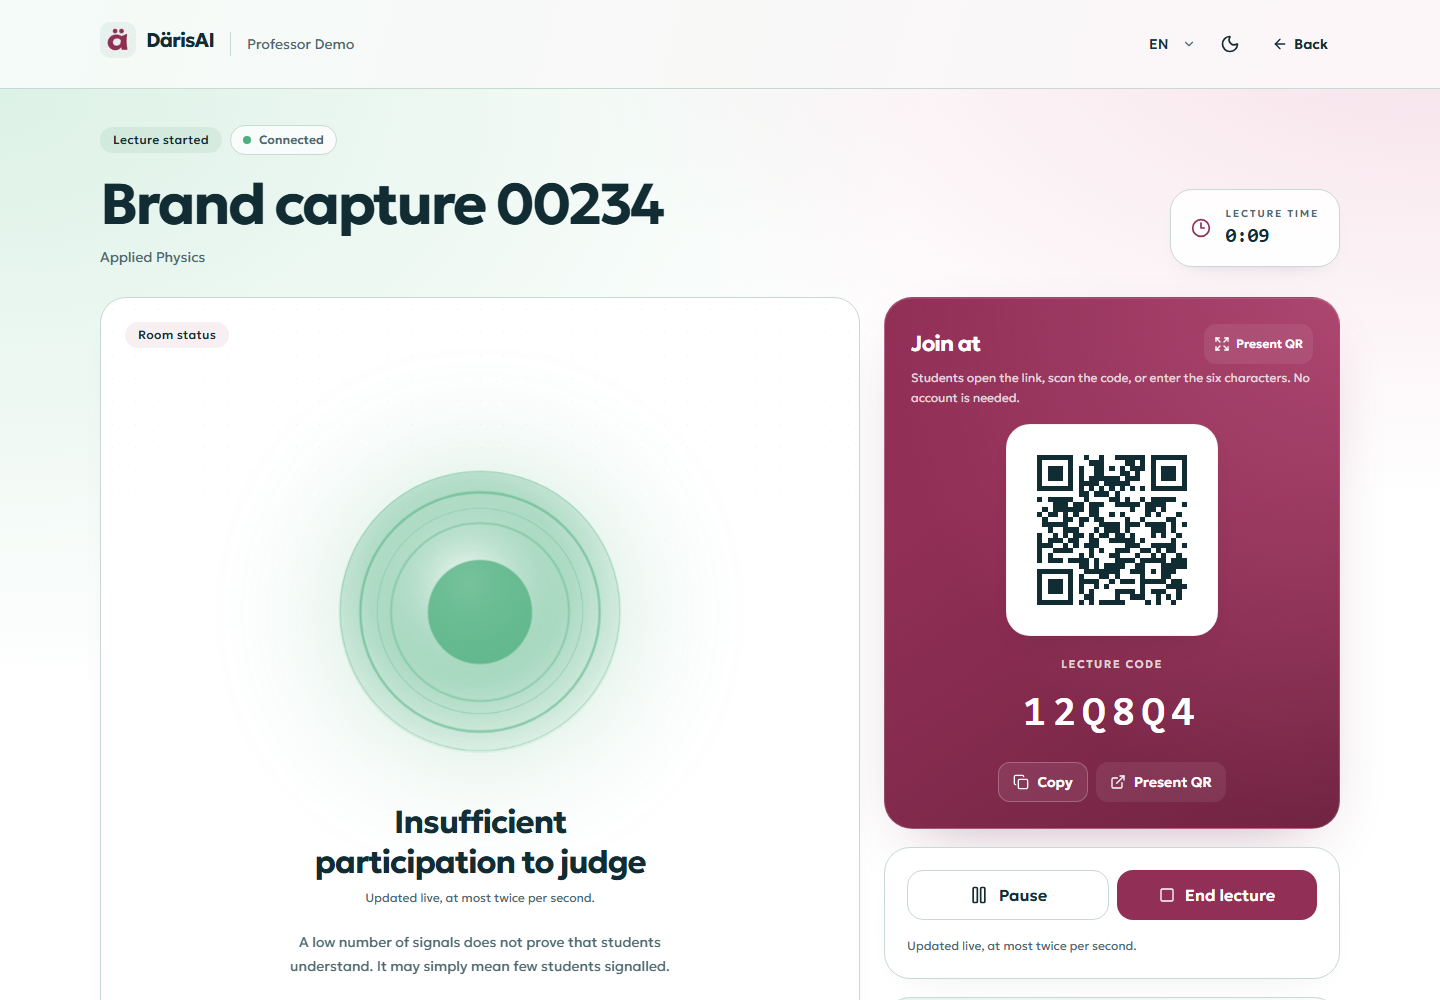 ä DärisAI
Professor Demo
EN
Back
Lecture started
Connected
Brand capture 00234
Applied Physics
LECTURE TIME
0:09
Room status
Insufficient
participation to judge
Updated live, at most twice per second.
A low number of signals does not prove that students
understand. It may simply mean few students signalled.
Join at
Present QR
Students open the link, scan the code, or enter the six characters. No
account is needed.
LECTURE CODE
12Q8Q4
Copy
Present QR
Pause
End lecture
Updated live, at most twice per second.